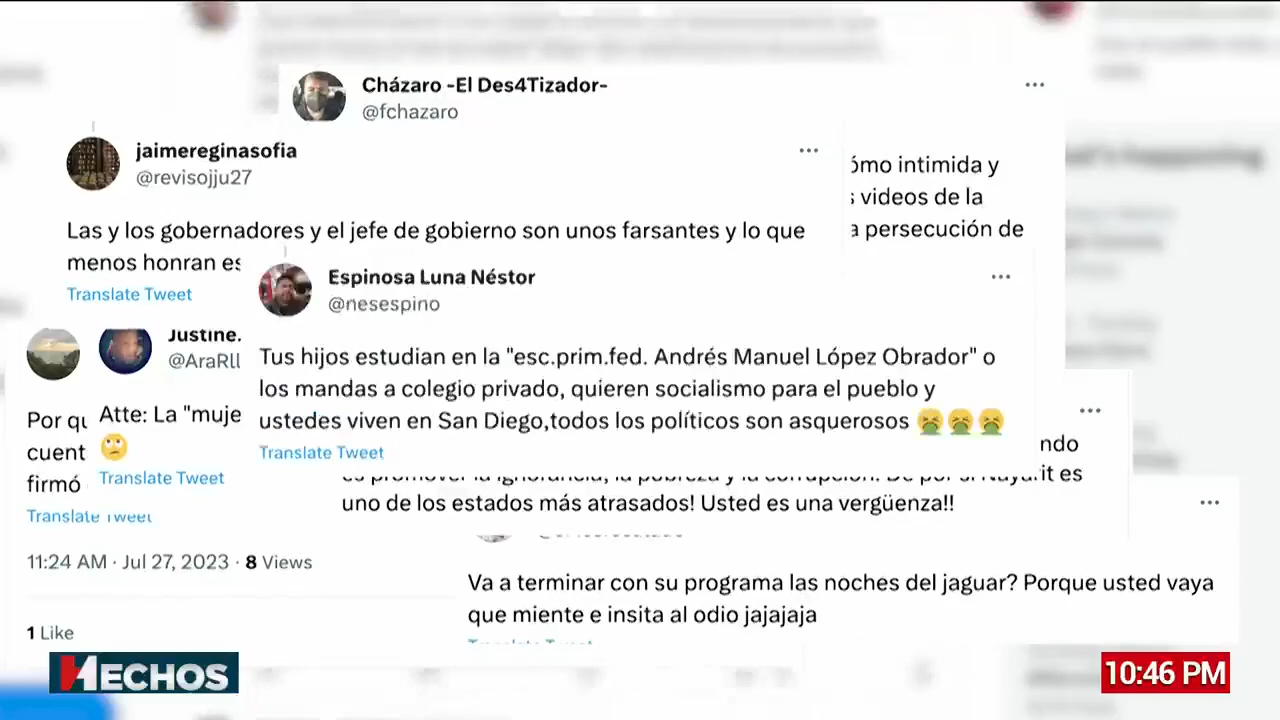 Cházaro -El Des4Tizador-
@fchazaro
ómo intimida y
videos de la
a persecución de
jaimereginasofia
@revisojju27
Las y los gobernadores y el jefe de gobierno son unos farsantes y lo que
menos honran es
Translate Tweet
Espinosa Luna Néstor
@nesespino
Tus hijos estudian en la "esc.prim.fed. Andrés Manuel López Obrador" o
los mandas a colegio privado, quieren socialismo para el pueblo y
ustedes viven en San Diego,todos los políticos son asquerosos 🤮🤮🤮
Translate Tweet
Justine.
@AraRll
Atte: La "muje
🙄
Translate Tweet
Por qu
cuent
firmó
Translate Tweet
11:24 AM · Jul 27, 2023 · 8 Views
1 Like
ndo
es promover la ignorancia, la pobreza y la corrupción! De por si Nayarit es
uno de los estados más atrasados! Usted es una vergüenza!!
Va a terminar con su programa las noches del jaguar? Porque usted vaya
que miente e insita al odio jajajaja
Translate Tweet
HECHOS
10:46 PM